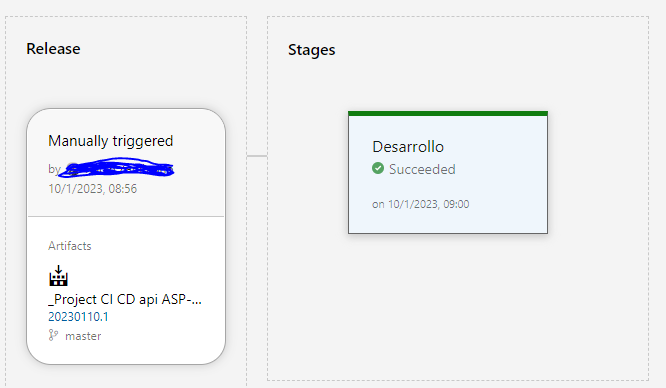 Release
Stages
Manually triggered
by
10/1/2023, 08:56
Artifacts
_Project CI CD api ASP-...
20230110.1
master
Desarrollo
Succeeded
on 10/1/2023, 09:00